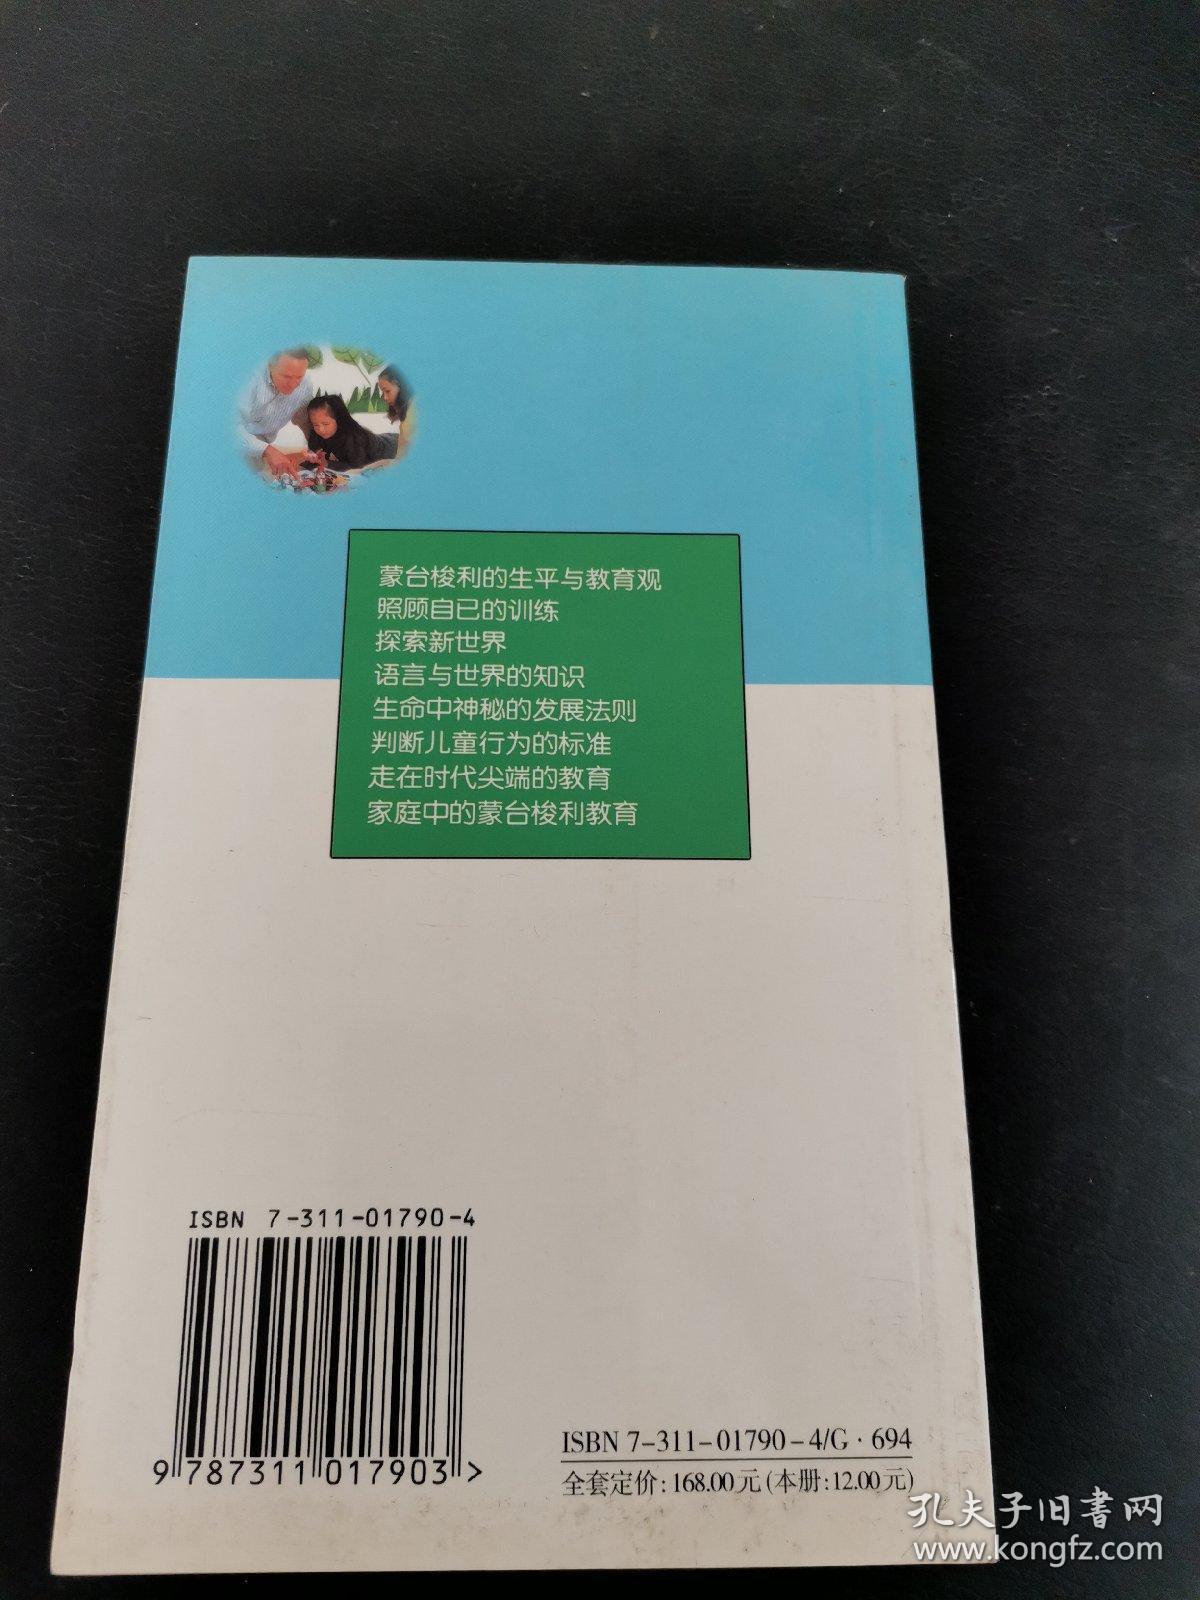 蒙台梭利的生平与教育观
照顾自已的训练
探索新世界
语言与世界的知识
生命中神秘的发展法则
判断儿童行为的标准
走在时代尖端的教育
家庭中的蒙台梭利教育
ISBN 7-311-01790-4
9 787311 017903 >
ISBN 7-311-01790-4/G·694
全套定价:168.00元(本册:12.00元)
孔夫子旧书网
www.kongfz.com